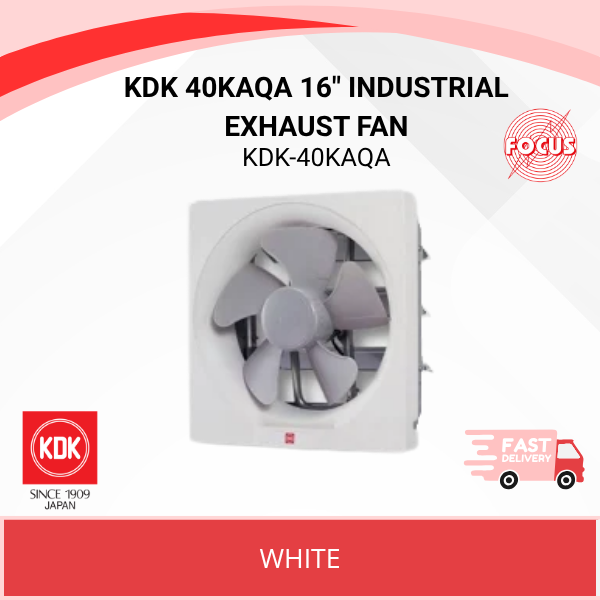 KDK 40KAQA 16" INDUSTRIAL
EXHAUST FAN
KDK-40KAQA
FOCUS
KDK
SINCE 1909
JAPAN
FAST
DELIVERY
WHITE